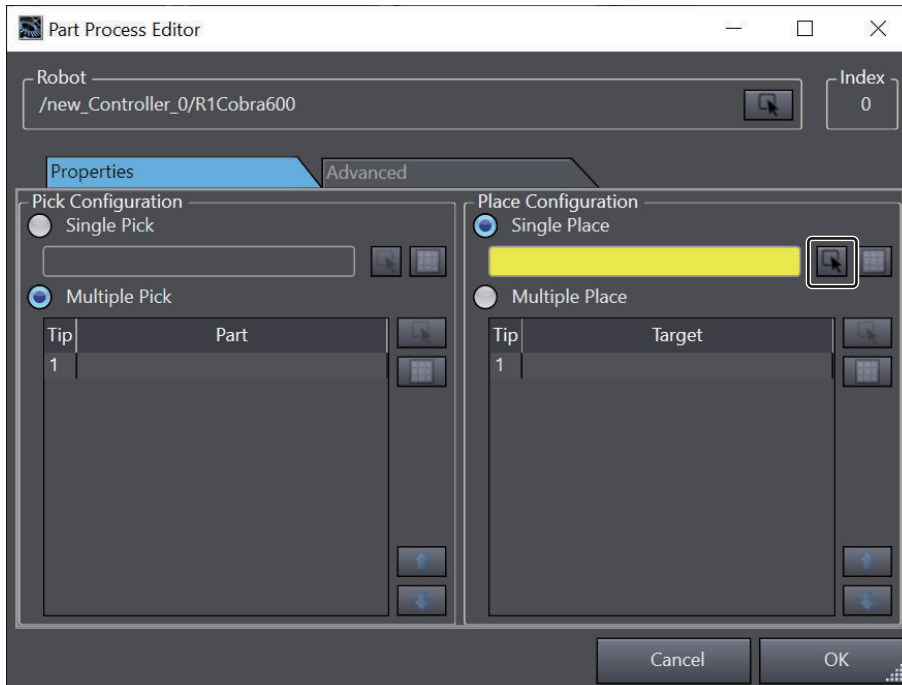 Part Process Editor
Robot
/new_Controller_0/R1Cobra600
Index
0
Properties
Advanced
Pick Configuration
Single Pick
Multiple Pick
Tip Part
1
Place Configuration
Single Place
Multiple Place
Tip Target
1
Cancel
OK